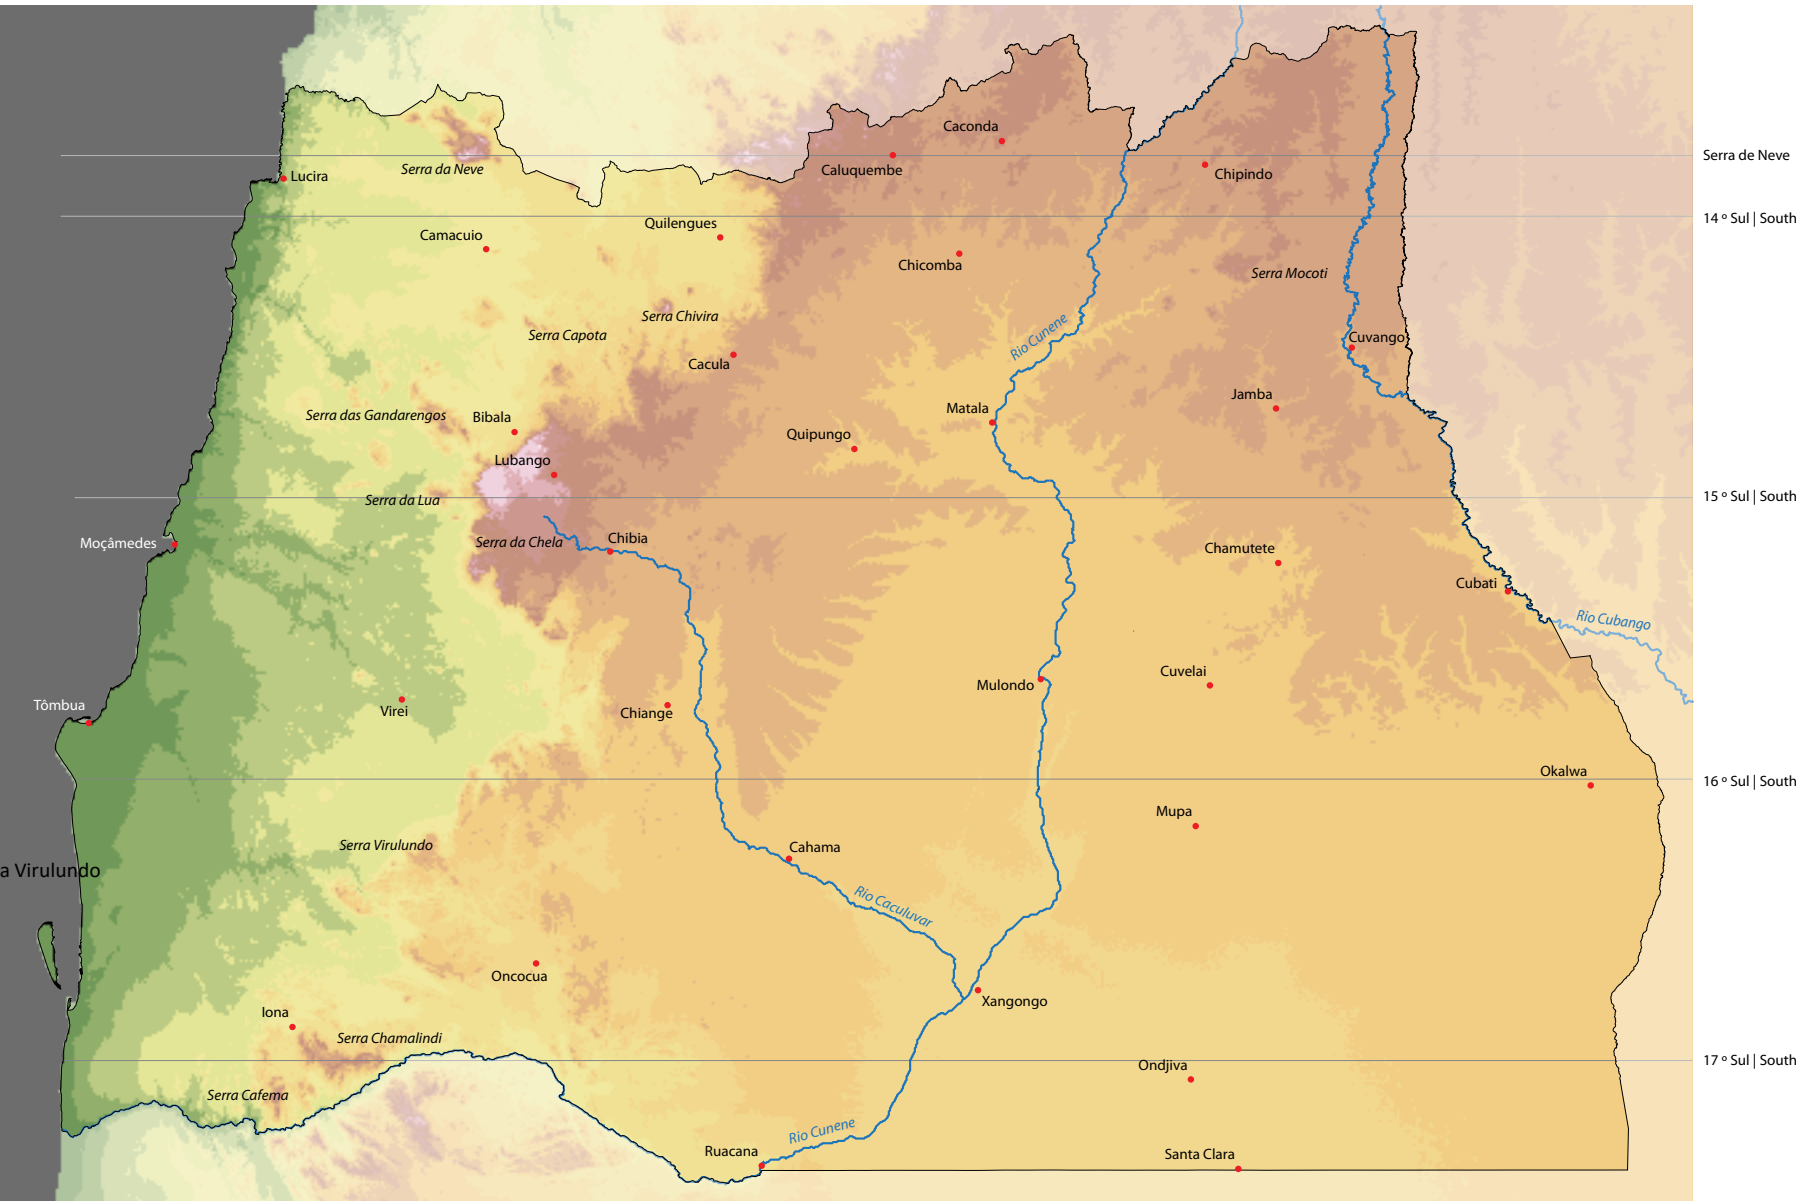 Caconda
Serra de Neve
Caluquembe
Serra da Neve
Lucira
Chipindo
14 º Sul | South
Quilengues
Camacuio
Chicomba
Serra Mocoti
Serra Chivira
Serra Capota
Rio Cunene
Cuvango
Cacula
Jamba
Serra das Gandarengos
Bibala
Matala
Quipungo
Lubango
Serra da Lua
15 º Sul | South
Moçâmedes
Serra da Chela
Chibia
Chamutete
Cubati
Rio Cubango
Cuvelai
Mulondo
Tômbua
Virei
Chiange
Okalwa
16 º Sul | South
Mupa
Serra Virulundo
Cahama
a Virulundo
Rio Caculuvar
Oncocua
Xangongo
Iona
Serra Chamalindi
17 º Sul | South
Ondjiva
Serra Cafema
Rio Cunene
Ruacana
Santa Clara